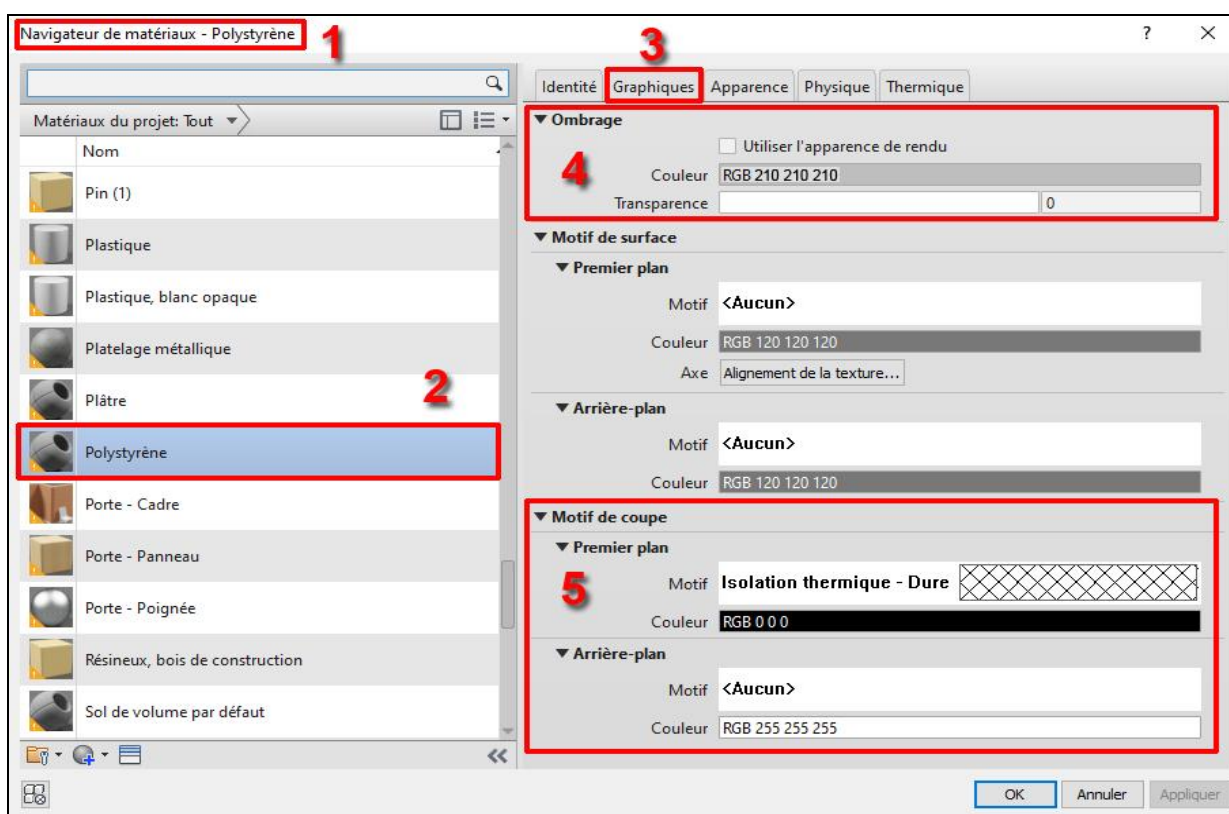 Navigateur de matériaux - Polystyrène
1
?
Matériaux du projet: Tout
Nom
Pin (1)
Plastique
Plastique, blanc opaque
Platelage métallique
Plâtre
2
Polystyrène
Porte - Cadre
Porte - Panneau
Porte - Poignée
Résineux, bois de construction
Sol de volume par défaut
3
Identité Graphiques Apparence Physique Thermique
Ombrage
4
Utiliser l'apparence de rendu
Couleur RGB 210 210 210
Transparence 0
Motif de surface
Premier plan
Motif <Aucun>
Couleur RGB 120 120 120
Axe Alignement de la texture...
Arrière-plan
Motif <Aucun>
Couleur RGB 120 120 120
Motif de coupe
Premier plan
5
Motif Isolation thermique - Dure
Couleur RGB 0 0 0
Arrière-plan
Motif <Aucun>
Couleur RGB 255 255 255
OK Annuler Appliquer